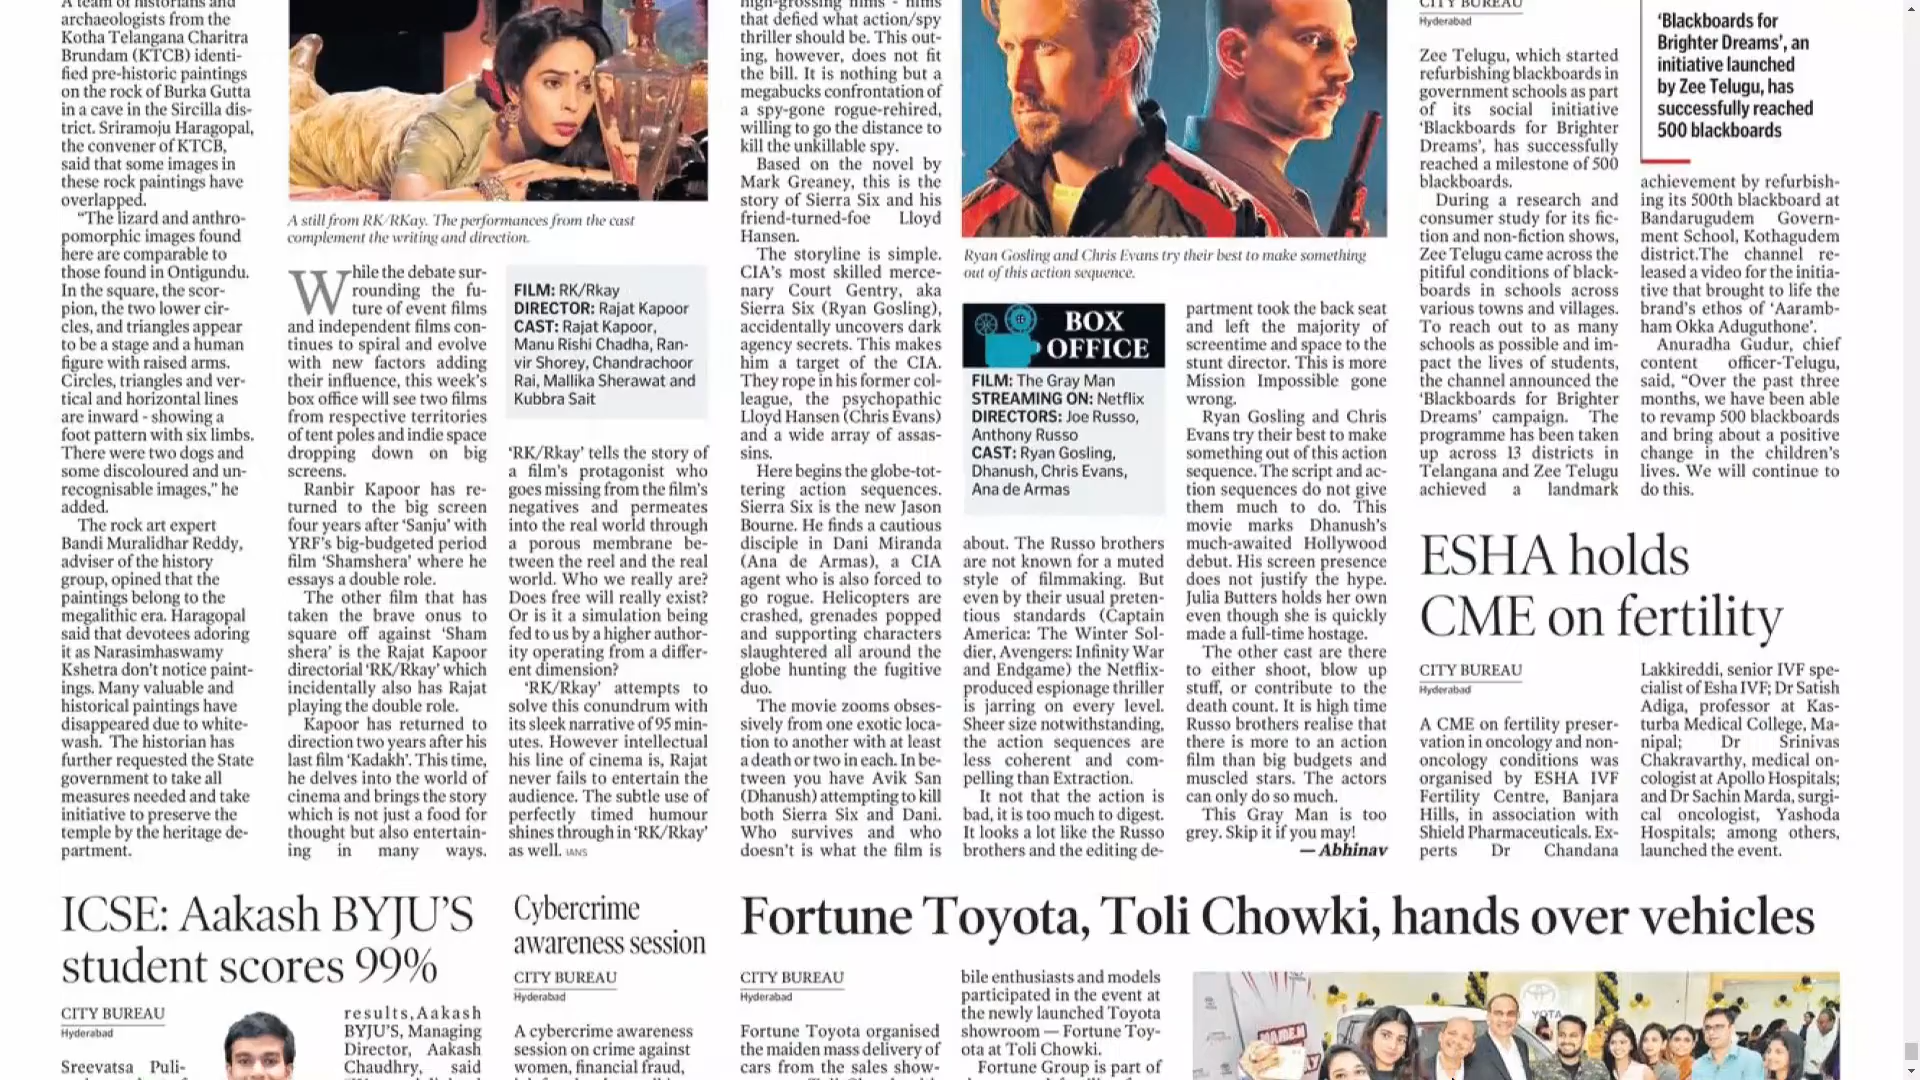 A team of historians and
archaeologists from the
Kotha Telangana Charitra
Brundam (KTCB) identi-
fied pre-historic paintings
on the rock of Burka Gutta
in a cave in the Sircilla dis-
trict. Sriramoju Haragopal,
the convener of KTCB,
said that some images in
these rock paintings have
overlapped.
“The lizard and anthro-
pomorphic images found
here are comparable to
those found in Ontigundu.
In the square, the scor-
pion, the two lower cir-
cles, and triangles appear
to be a stage and a human
figure with raised arms.
Circles, triangles and ver-
tical and horizontal lines
are inward - showing a
foot pattern with six limbs.
There were two dogs and
some discoloured and un-
recognisable images,” he
added.
The rock art expert
Bandi Muralidhar Reddy,
adviser of the history
group, opined that the
paintings belong to the
megalithic era. Haragopal
said that devotees adoring
it as Narasimhaswamy
Kshetra don't notice paint-
ings. Many valuable and
historical paintings have
disappeared due to white-
wash. The historian has
further requested the State
government to take all
measures needed and take
initiative to preserve the
temple by the heritage de-
partment.
A still from RK/RKay. The performances from the cast
complement the writing and direction.
While the debate sur-
rounding the fu-
ture of event films
and independent films con-
tinues to spiral and evolve
with new factors adding
their influence, this week's
box office will see two films
from respective territories
of tent poles and indie space
dropping down on big
screens.
Ranbir Kapoor has re-
turned to the big screen
four years after ‘Sanju’ with
YRF's big-budgeted period
film ‘Shamshera’ where he
essays a double role.
The other film that has
taken the brave onus to
square off against ‘Sham
shera’ is the Rajat Kapoor
directorial ‘RK/Rkay’ which
incidentally also has Rajat
playing the double role.
Kapoor has returned to
direction two years after his
last film ‘Kadakh’. This time,
he delves into the world of
cinema and brings the story
which is not just a food for
thought but also entertain-
ing in many ways.
FILM: RK/Rkay
DIRECTOR: Rajat Kapoor
CAST: Rajat Kapoor,
Manu Rishi Chadha, Ran-
vir Shorey, Chandrachoor
Rai, Mallika Sherawat and
Kubbra Sait
‘RK/Rkay’ tells the story of
a film's protagonist who
goes missing from the film's
negatives and permeates
into the real world through
a porous membrane be-
tween the reel and the real
world. Who we really are?
Does free will really exist?
Or is it a simulation being
fed to us by a higher author-
ity operating from a differ-
ent dimension?
‘RK/Rkay’ attempts to
solve this conundrum with
its sleek narrative of 95 min-
utes. However intellectual
his line of cinema is, Rajat
never fails to entertain the
audience. The subtle use of
perfectly timed humour
shines through in ‘RK/Rkay’
as well. IANS
high-grossing films - films
that defied what action/spy
thriller should be. This out-
ing, however, does not fit
the bill. It is nothing but a
megabucks confrontation of
a spy-gone rogue-rehired,
willing to go the distance to
kill the unkillable spy.
Based on the novel by
Mark Greaney, this is the
story of Sierra Six and his
friend-turned-foe Lloyd
Hansen.
The storyline is simple.
CIA's most skilled merce-
nary Court Gentry, aka
Sierra Six (Ryan Gosling),
accidentally uncovers dark
agency secrets. This makes
him a target of the CIA.
They rope in his former col-
league, the psychopathic
Lloyd Hansen (Chris Evans)
and a wide array of assas-
sins.
Here begins the globe-tot-
tering action sequences.
Sierra Six is the new Jason
Bourne. He finds a cautious
disciple in Dani Miranda
(Ana de Armas), a CIA
agent who is also forced to
go rogue. Helicopters are
crashed, grenades popped
and supporting characters
slaughtered all around the
globe hunting the fugitive
duo.
The movie zooms obses-
sively from one exotic loca-
tion to another with at least
a death or two in each. In be-
tween you have Avik San
(Dhanush) attempting to kill
both Sierra Six and Dani.
Who survives and who
doesn't is what the film is
Ryan Gosling and Chris Evans try their best to make something
out of this action sequence.
BOX
OFFICE
FILM: The Gray Man
STREAMING ON: Netflix
DIRECTORS: Joe Russo,
Anthony Russo
CAST: Ryan Gosling,
Dhanush, Chris Evans,
Ana de Armas
about. The Russo brothers
are not known for a muted
style of filmmaking. But
even by their usual preten-
tious standards (Captain
America: The Winter Sol-
dier, Avengers: Infinity War
and Endgame) the Netflix-
produced espionage thriller
is jarring on every level.
Sheer size notwithstanding,
the action sequences are
less coherent and com-
pelling than Extraction.
It not that the action is
bad, it is too much to digest.
It looks a lot like the Russo
brothers and the editing de-
partment took the back seat
and left the majority of
screentime and space to the
stunt director. This is more
Mission Impossible gone
wrong.
Ryan Gosling and Chris
Evans try their best to make
something out of this action
sequence. The script and ac-
tion sequences do not give
them much to do. This
movie marks Dhanush's
much-awaited Hollywood
debut. His screen presence
does not justify the hype.
Julia Butters holds her own
even though she is quickly
made a full-time hostage.
The other cast are there
to either shoot, blow up
stuff, or contribute to the
death count. It is high time
Russo brothers realise that
there is more to an action
film than big budgets and
muscled stars. The actors
can only do so much.
This Gray Man is too
grey. Skip it if you may!
— Abhinav
CITY BUREAU
Hyderabad
Zee Telugu, which started
refurbishing blackboards in
government schools as part
of its social initiative
‘Blackboards for Brighter
Dreams’, has successfully
reached a milestone of 500
blackboards.
During a research and
consumer study for its fic-
tion and non-fiction shows,
Zee Telugu came across the
pitiful conditions of black-
boards in schools across
various towns and villages.
To reach out to as many
schools as possible and im-
pact the lives of students,
the channel announced the
‘Blackboards for Brighter
Dreams’ campaign. The
programme has been taken
up across 13 districts in
Telangana and Zee Telugu
achieved a landmark
‘Blackboards for
Brighter Dreams’, an
initiative launched
by Zee Telugu, has
successfully reached
500 blackboards
achievement by refurbish-
ing its 500th blackboard at
Bandarugudem Govern-
ment School, Kothagudem
district.The channel re-
leased a video for the initia-
tive that brought to life the
brand's ethos of ‘Aaramb-
ham Okka Aduguthone’.
Anuradha Gudur, chief
content officer-Telugu,
said, “Over the past three
months, we have been able
to revamp 500 blackboards
and bring about a positive
change in the children's
lives. We will continue to
do this.
ESHA holds
CME on fertility
CITY BUREAU
Hyderabad
A CME on fertility preser-
vation in oncology and non-
oncology conditions was
organised by ESHA IVF
Fertility Centre, Banjara
Hills, in association with
Shield Pharmaceuticals. Ex-
perts Dr Chandana
Lakkireddi, senior IVF spe-
cialist of Esha IVF; Dr Satish
Adiga, professor at Kas-
turba Medical College, Ma-
nipal; Dr Srinivas
Chakravarthy, medical on-
cologist at Apollo Hospitals;
and Dr Sachin Marda, surgi-
cal oncologist, Yashoda
Hospitals; among others,
launched the event.
ICSE: Aakash BYJU'S
student scores 99%
CITY BUREAU
Hyderabad
Sreevatsa Puli-
results, Aakash
BYJU'S, Managing
Director, Aakash
Chaudhry, said
Cybercrime
awareness session
CITY BUREAU
Hyderabad
A cybercrime awareness
session on crime against
women, financial fraud,
Fortune Toyota, Toli Chowki, hands over vehicles
CITY BUREAU
Hyderabad
Fortune Toyota organised
the maiden mass delivery of
cars from the sales show-
bile enthusiasts and models
participated in the event at
the newly launched Toyota
showroom — Fortune Toy-
ota at Toli Chowki.
Fortune Group is part of
YOTA